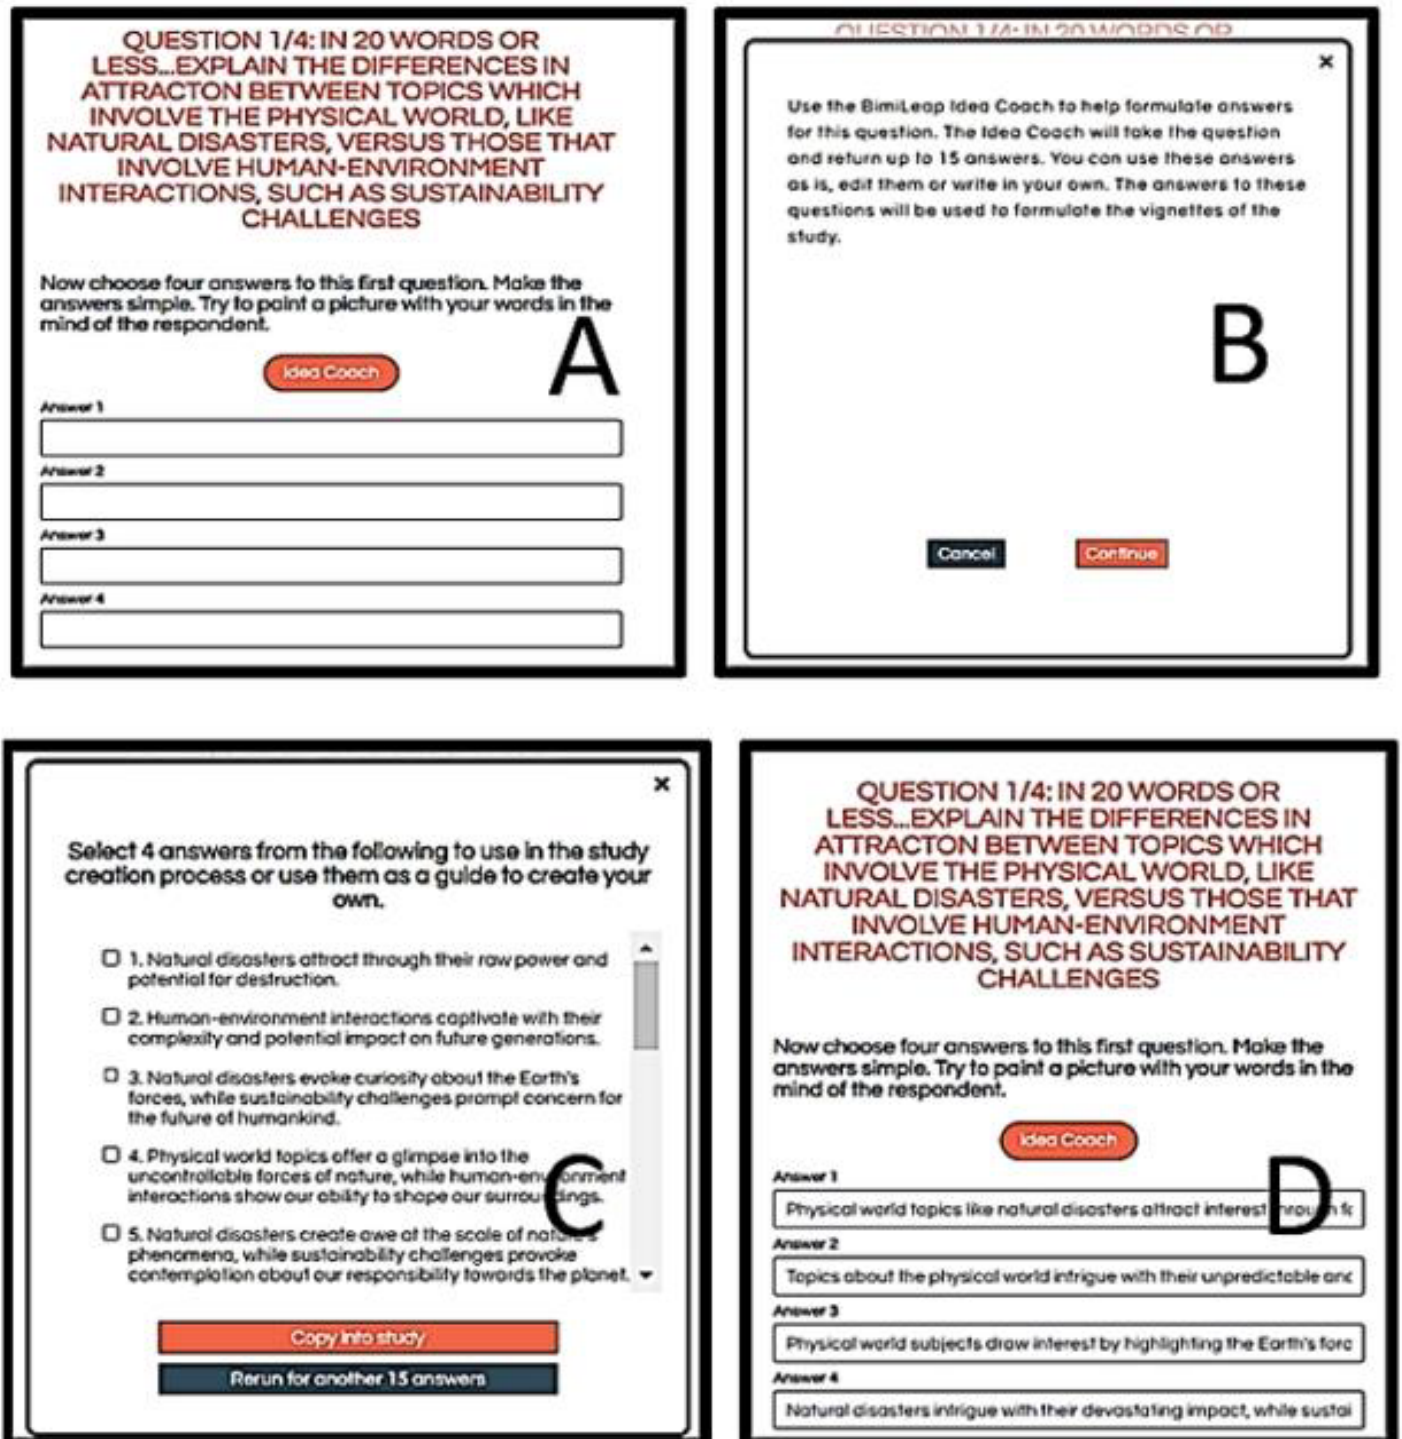 QUESTION 1/4: IN 20 WORDS OR
LESS...EXPLAIN THE DIFFERENCES IN
ATTRACTON BETWEEN TOPICS WHICH
INVOLVE THE PHYSICAL WORLD, LIKE
NATURAL DISASTERS, VERSUS THOSE THAT
INVOLVE HUMAN-ENVIRONMENT
INTERACTIONS, SUCH AS SUSTAINABILITY
CHALLENGES
Now choose four answers to this first question. Make the
answers simple. Try to paint a picture with your words in the
mind of the respondent.
A
Idea Coach
Answer 1
Answer 2
Answer 3
Answer 4
QUESTION 1/4: IN 20 WORDS OR
×
Use the BimiLeap Idea Coach to help formulate answers
for this question. The Idea Coach will take the question
and return up to 15 answers. You can use these answers
as is, edit them or write in your own. The answers to these
questions will be used to formulate the vignettes of the
study.
B
Cancel Continue
×
Select 4 answers from the following to use in the study
creation process or use them as a guide to create your
own.
1. Natural disasters attract through their raw power and
potential for destruction.
2. Human-environment interactions captivate with their
complexity and potential impact on future generations.
3. Natural disasters evoke curiosity about the Earth's
forces, while sustainability challenges prompt concern for
the future of humankind.
4. Physical world topics offer a glimpse into the
uncontrollable forces of nature, while human-environment
interactions show our ability to shape our surroundings.
C
5. Natural disasters create awe at the scale of nature's
phenomena, while sustainability challenges provoke
contemplation about our responsibility towards the planet.
Copy into study
Rerun for another 15 answers
QUESTION 1/4: IN 20 WORDS OR
LESS...EXPLAIN THE DIFFERENCES IN
ATTRACTON BETWEEN TOPICS WHICH
INVOLVE THE PHYSICAL WORLD, LIKE
NATURAL DISASTERS, VERSUS THOSE THAT
INVOLVE HUMAN-ENVIRONMENT
INTERACTIONS, SUCH AS SUSTAINABILITY
CHALLENGES
Now choose four answers to this first question. Make the
answers simple. Try to paint a picture with your words in the
mind of the respondent.
Idea Coach
D
Answer 1
Physical world topics like natural disasters attract interest through fo
Answer 2
Topics about the physical world intrigue with their unpredictable anc
Answer 3
Physical world subjects draw interest by highlighting the Earth's forc
Answer 4
Natural disasters intrigue with their devastating impact, while sustai